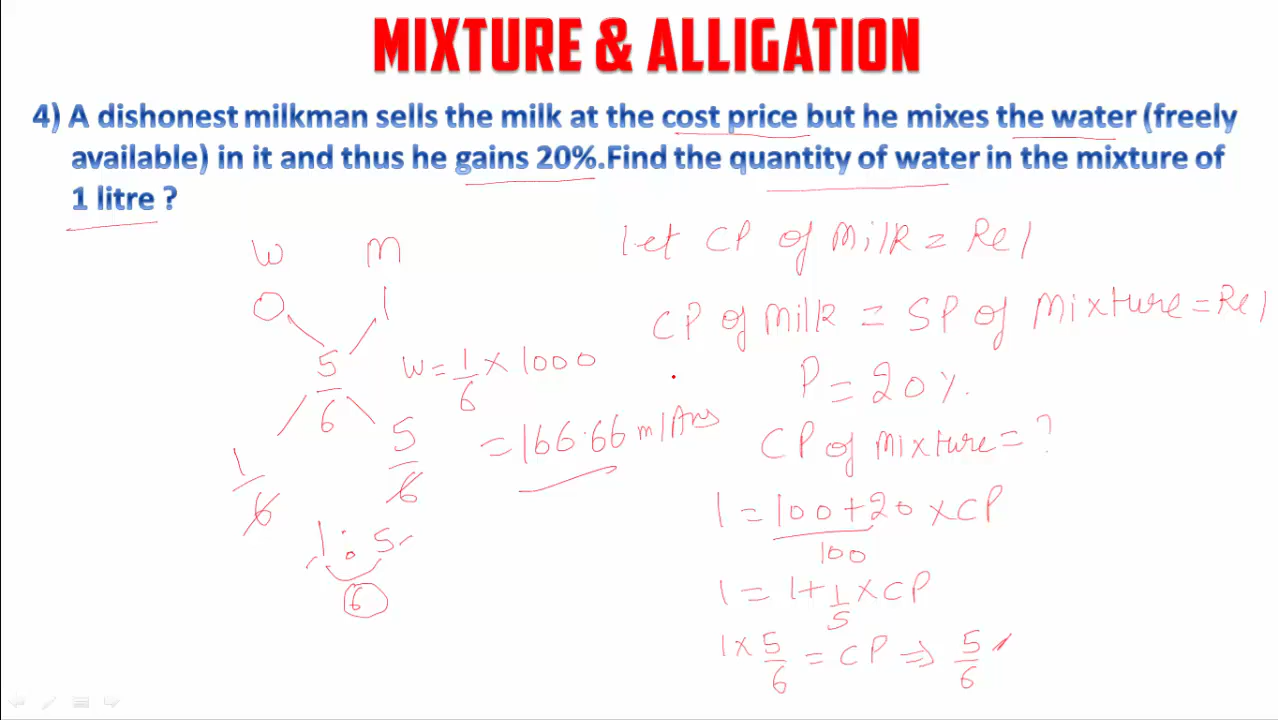 MIXTURE & ALLIGATION
4) A dishonest milkman sells the milk at the cost price but he mixes the water (freely
available) in it and thus he gains 20%.Find the quantity of water in the mixture of
1 litre ?
W M
0 1
5/6
1/6 5/6
1 : 5
6
W = 1/6 × 1000
= 166.66 ml Ans
let CP of Milk = Re 1
CP of Milk = SP of Mixture = Re 1
P = 20 %.
CP of Mixture = ?
1 = 100 + 20 / 100 × CP
1 = 1 + 1/5 × CP
1 × 5/6 = CP ⇒ 5/6